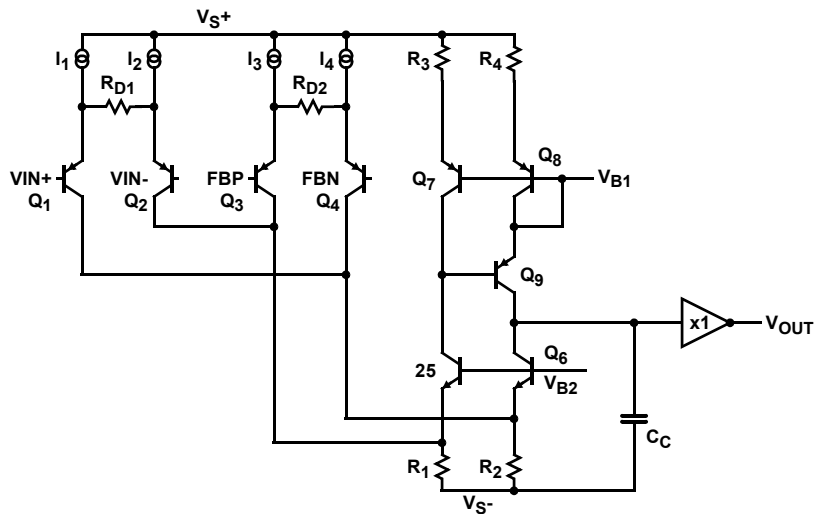 VS+
I1
I2
I3
I4
R3
R4
RD1
RD2
VIN+
Q1
VIN-
Q2
FBP
Q3
FBN
Q4
Q7
Q8
VB1
Q9
x1
VOUT
25
Q6
VB2
CC
R1
R2
VS-